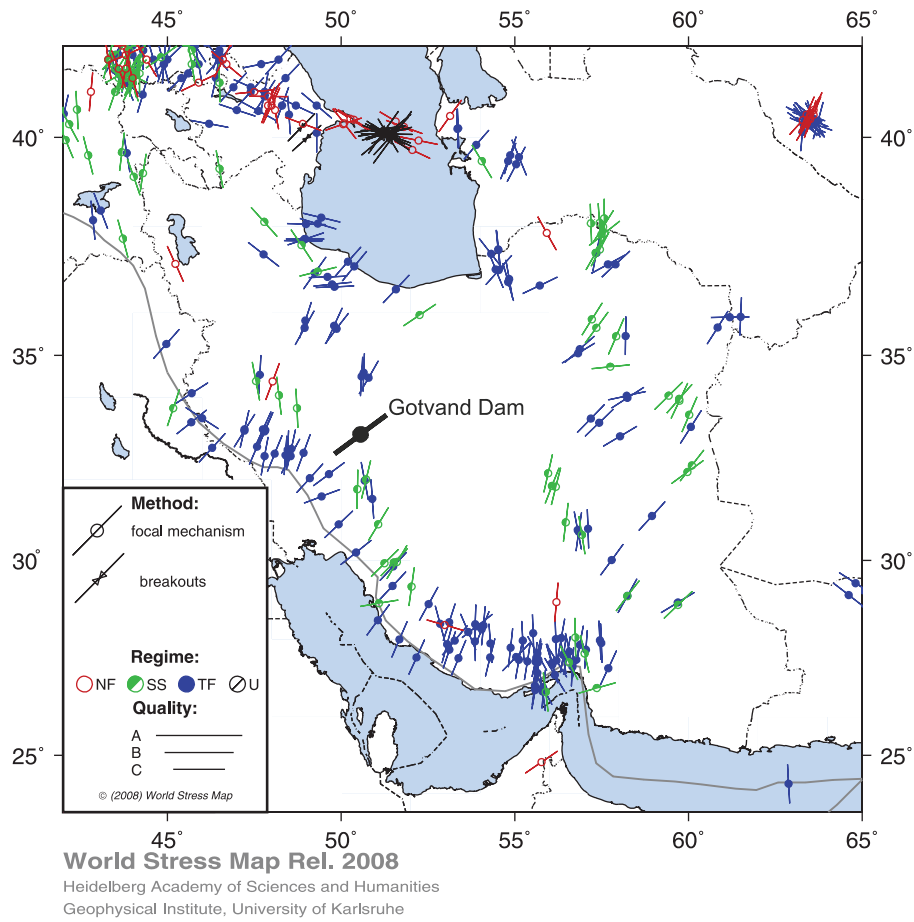 45° 50° 55° 60° 65°
40° 40°
Gotvand Dam
35° 35°
Method:
focal mechanism
breakouts
30° 30°
Regime:
NF SS TF U
Quality:
A
B
C
© (2008) World Stress Map
25° 25°
45° 50° 55° 60° 65°
World Stress Map Rel. 2008
Heidelberg Academy of Sciences and Humanities
Geophysical Institute, University of Karlsruhe